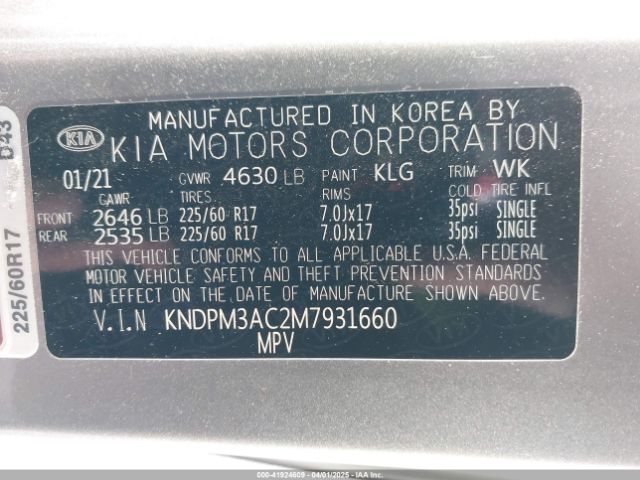 MANUFACTURED IN KOREA BY
KIA KIA MOTORS CORPORATION
01/21 GVWR 4630 LB PAINT KLG TRIM WK
GAWR TIRES RIMS COLD TIRE INFL
FRONT 2646 LB 225/60 R17 7.0Jx17 35psi SINGLE
REAR 2535 LB 225/60 R17 7.0Jx17 35psi SINGLE
THIS VEHICLE CONFORMS TO ALL APPLICABLE U.S.A. FEDERAL
MOTOR VEHICLE SAFETY AND THEFT PREVENTION STANDARDS
IN EFFECT ON THE DATE OF MANUFACTURE SHOWN ABOVE.
V.I.N KNDPM3AC2M7931660
MPV
225/60R17
D43
000-41924609 - 04/01/2025 - IAAI.COM